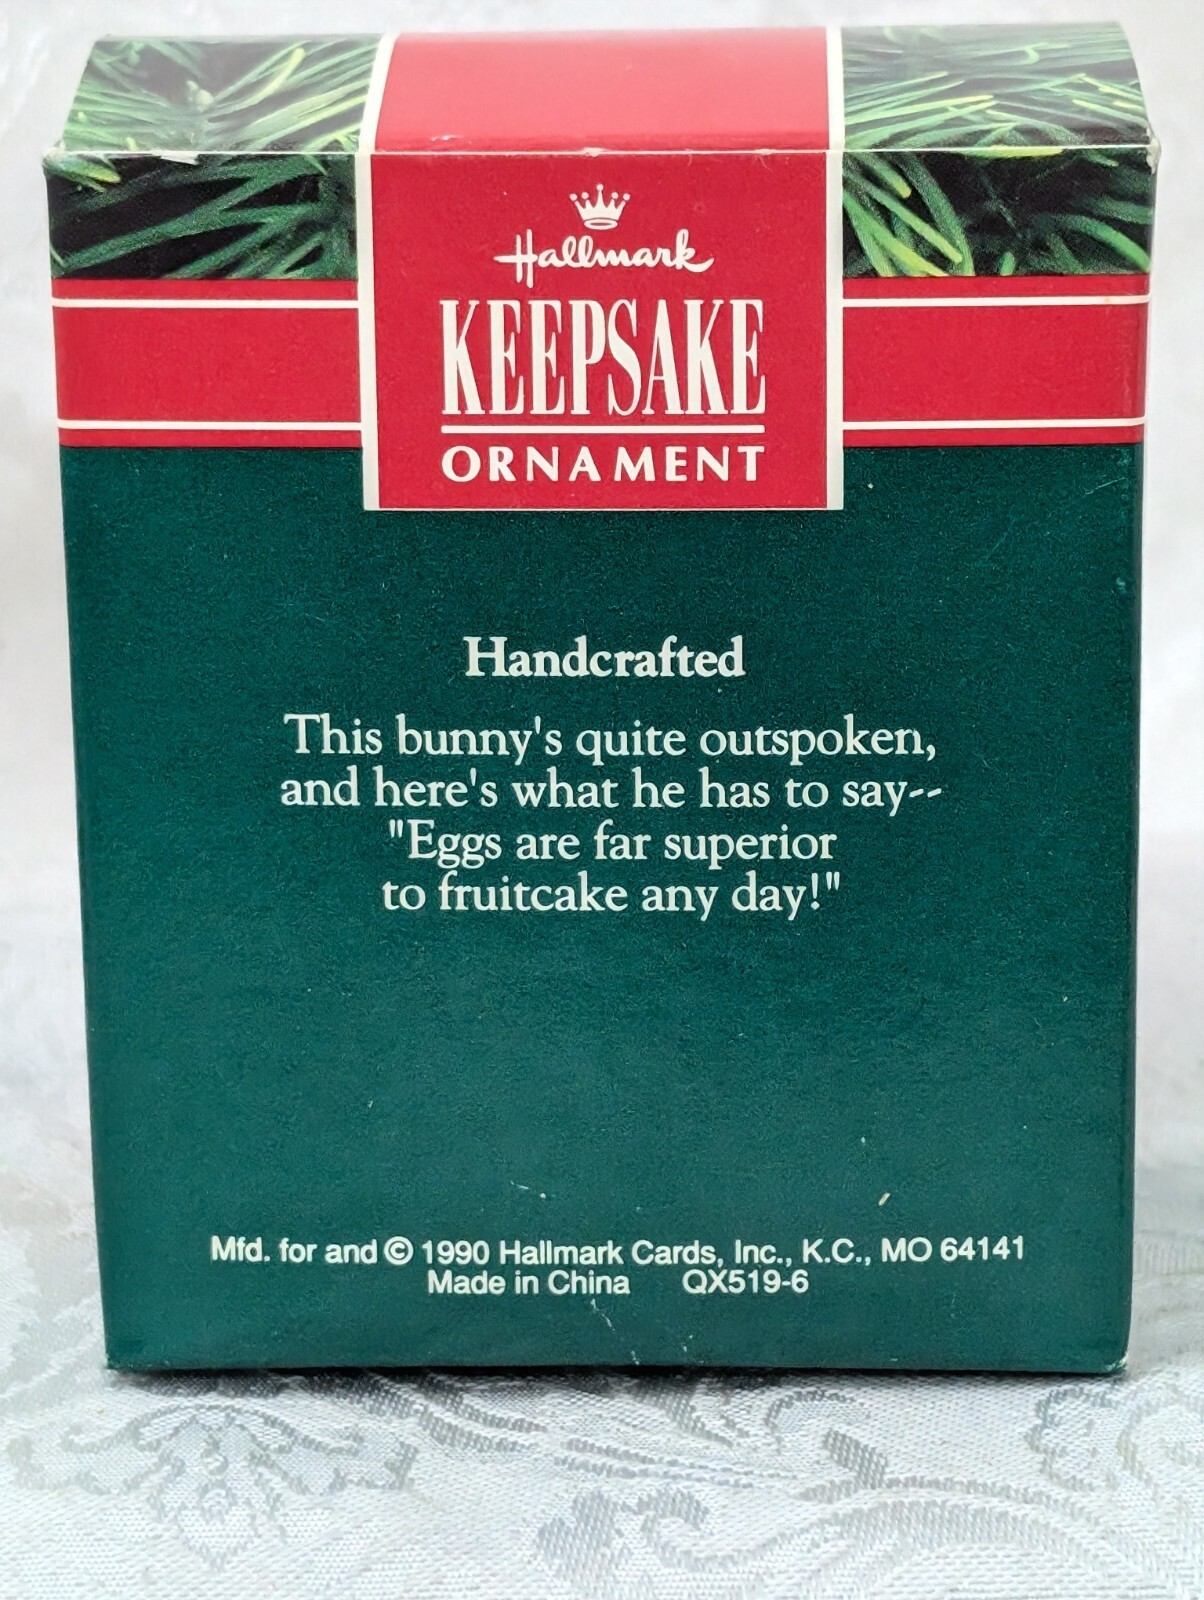 Hallmark
KEEPSAKE
ORNAMENT
Handcrafted
This bunny's quite outspoken,
and here's what he has to say--
"Eggs are far superior
to fruitcake any day!"
Mfd. for and © 1990 Hallmark Cards, Inc., K.C., MO 64141
Made in China QX519-6